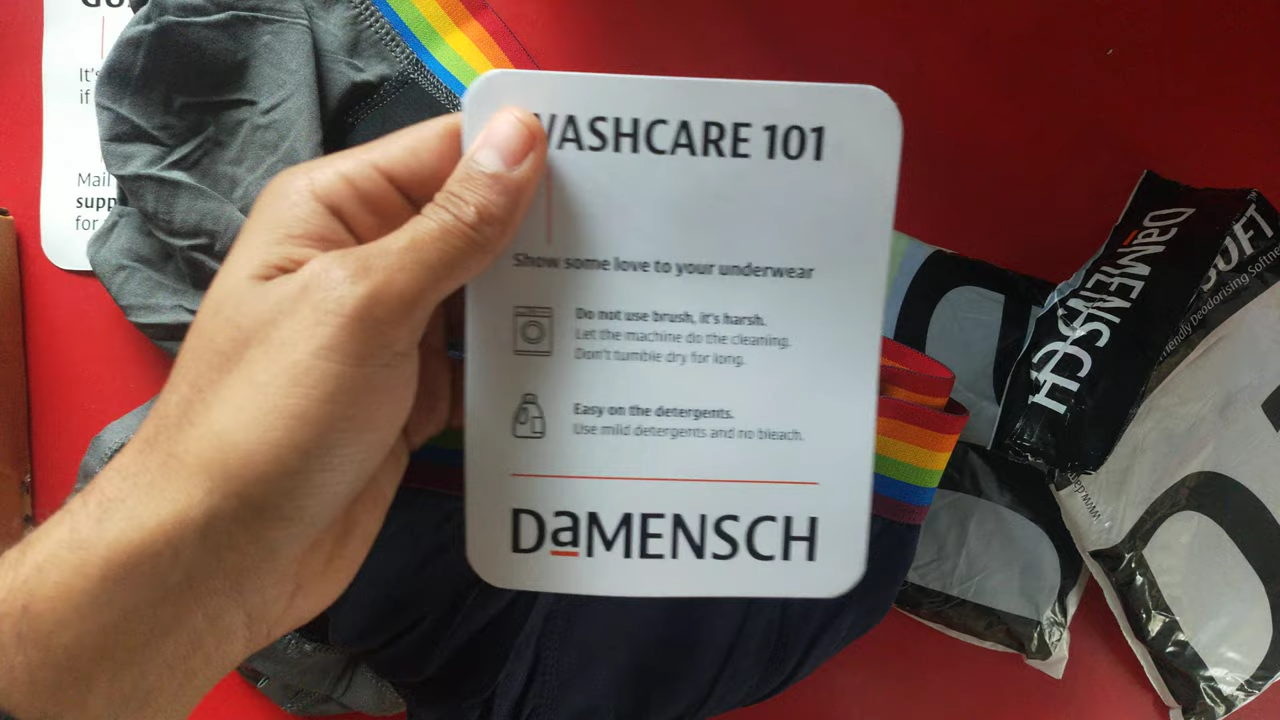 WASHCARE 101
Show some love to your underwear
Do not use brush, it's harsh.
Let the machine do the cleaning.
Don't tumble dry for long.
Easy on the detergents.
Use mild detergents and no bleach.
DaMENSCH
It's
if
Mail
supp
for
DaMENSCH
SOFT
iendly Deodorising Softne